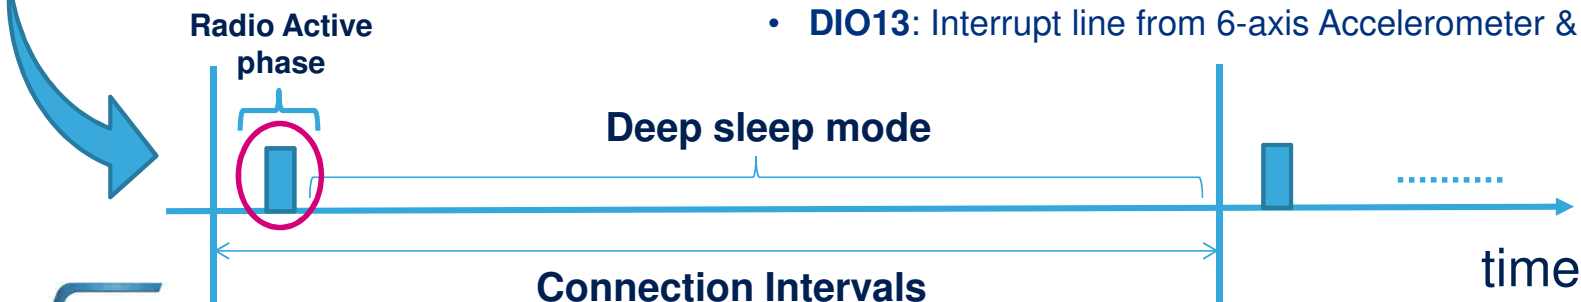 Radio Active
phase
• DIO13: Interrupt line from 6-axis Accelerometer &
Deep sleep mode
Connection Intervals
time